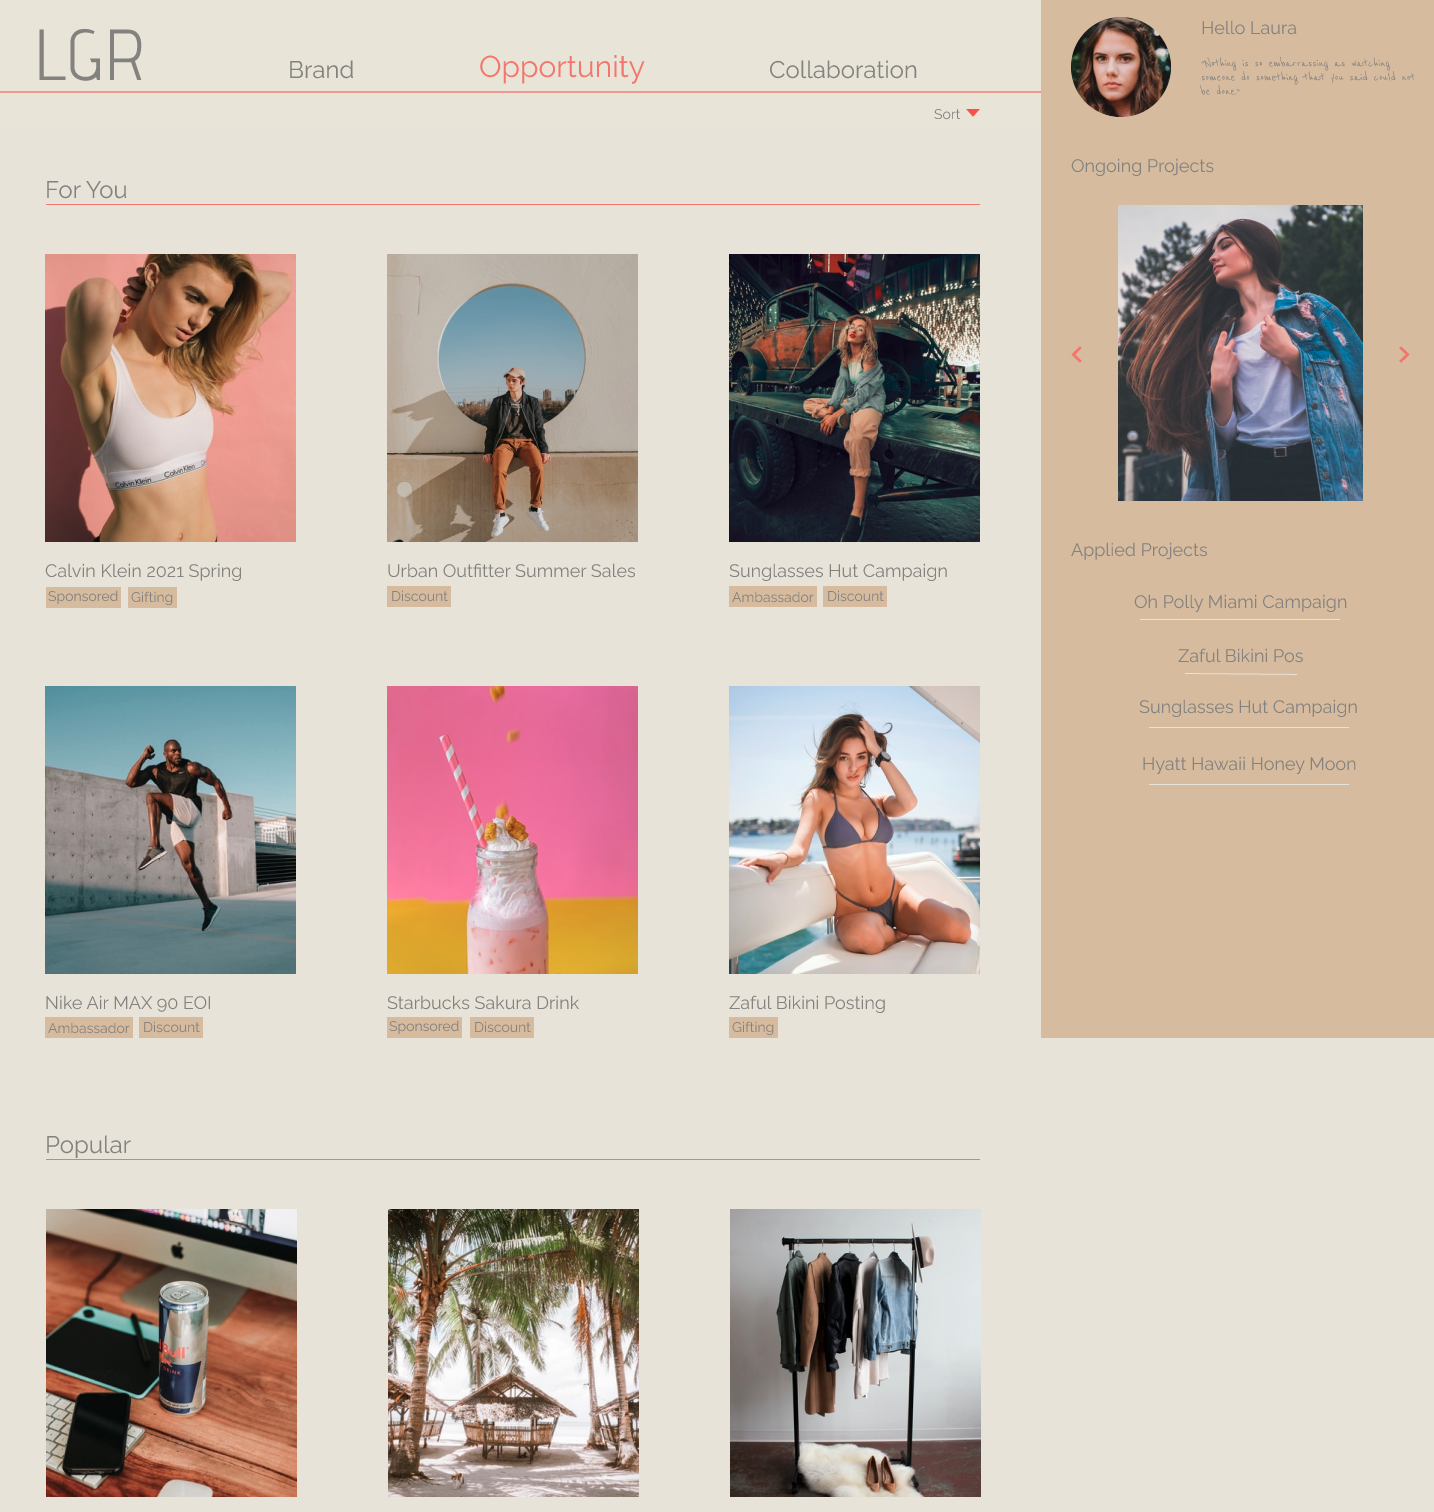 LGR
Brand
Opportunity
Collaboration
Sort
Hello Laura
"Nothing is so embarrassing as watching
someone do something that you said could not
be done."
Ongoing Projects
Applied Projects
Oh Polly Miami Campaign
Zaful Bikini Pos
Sunglasses Hut Campaign
Hyatt Hawaii Honey Moon
For You
Calvin Klein Calvin Klein
Calvin Klein 2021 Spring
Sponsored Gifting
Urban Outfitter Summer Sales
Discount
Sunglasses Hut Campaign
Ambassador Discount
Nike Air MAX 90 EOI
Ambassador Discount
Starbucks Sakura Drink
Sponsored Discount
Zaful Bikini Posting
Gifting
Popular